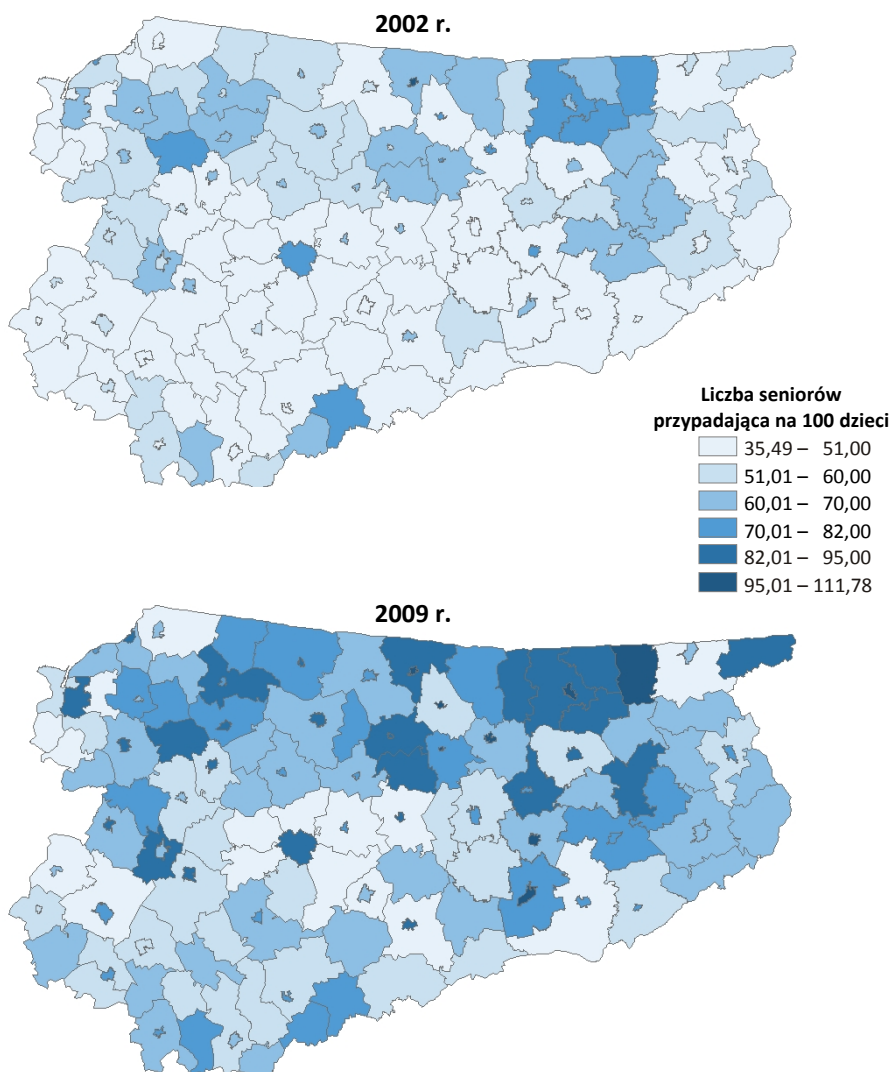 2002 r.
Liczba seniorów
przypadająca na 100 dzieci
35,49 – 51,00
51,01 – 60,00
60,01 – 70,00
70,01 – 82,00
82,01 – 95,00
95,01 – 111,78
2009 r.